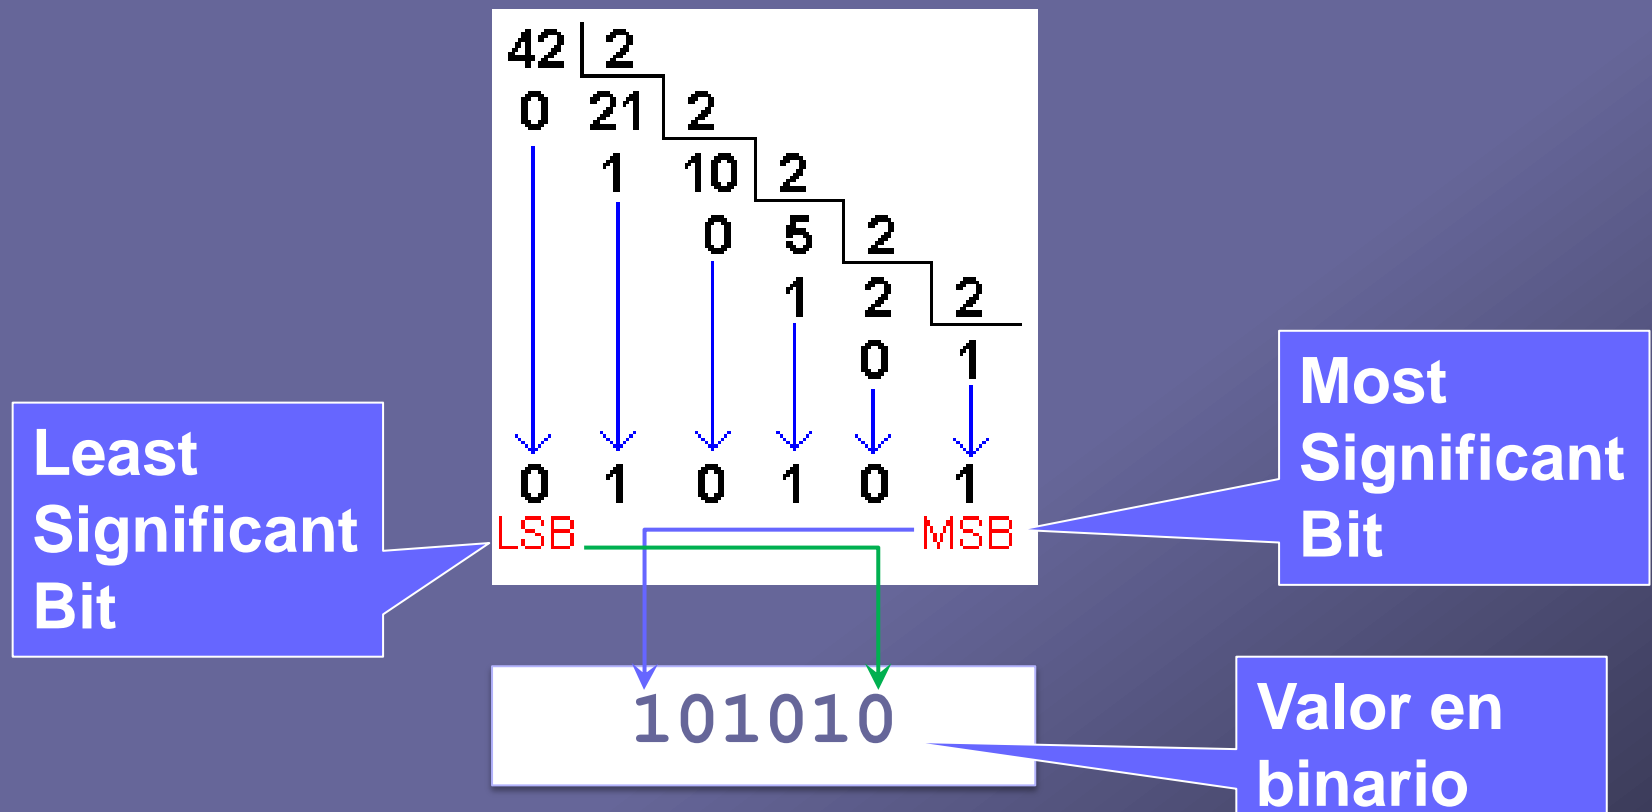 42 2
0 21 2
1 10 2
0 5 2
1 2 2
0 1
0 1 0 1 0 1
LSB MSB
Least
Significant
Bit
Most
Significant
Bit
101010
Valor en
binario